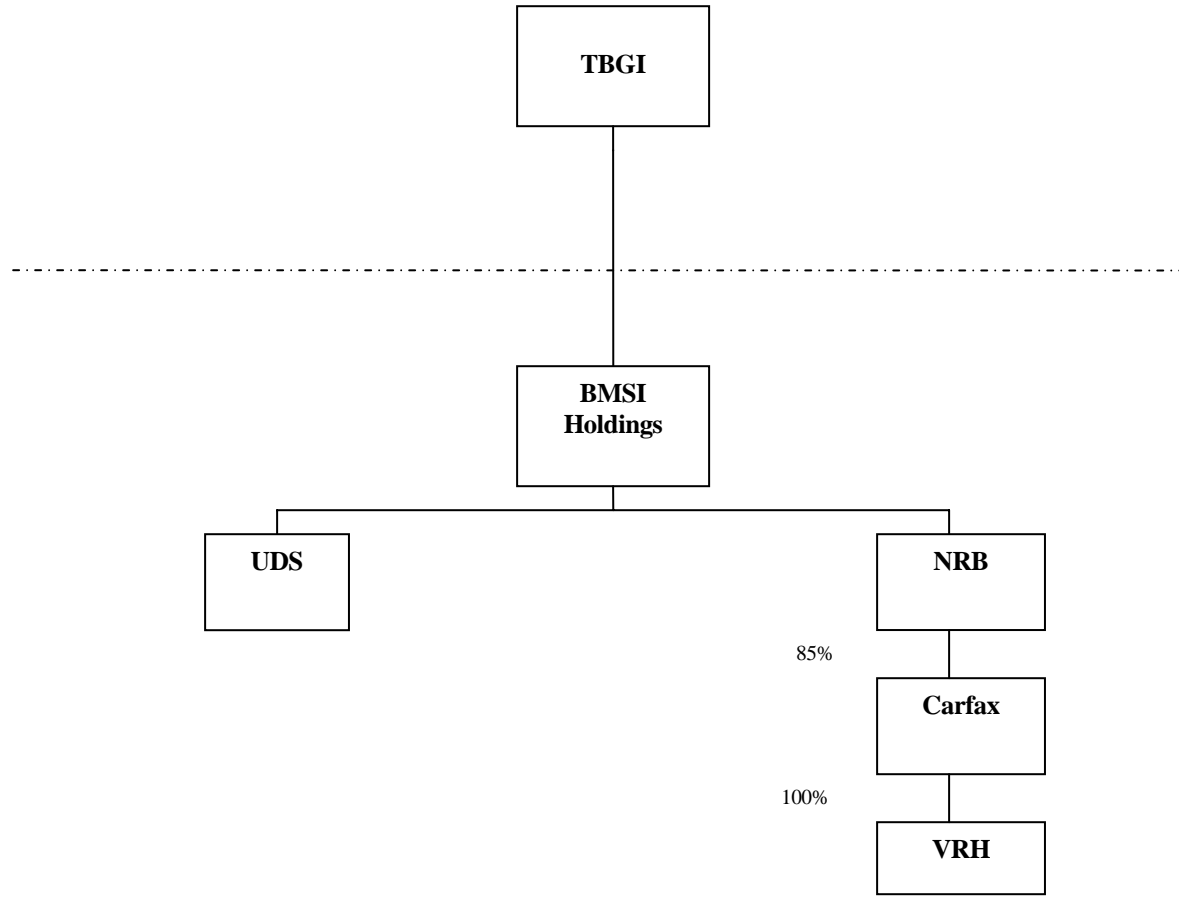 TBGI
BMSI
Holdings
UDS
NRB
85%
Carfax
100%
VRH